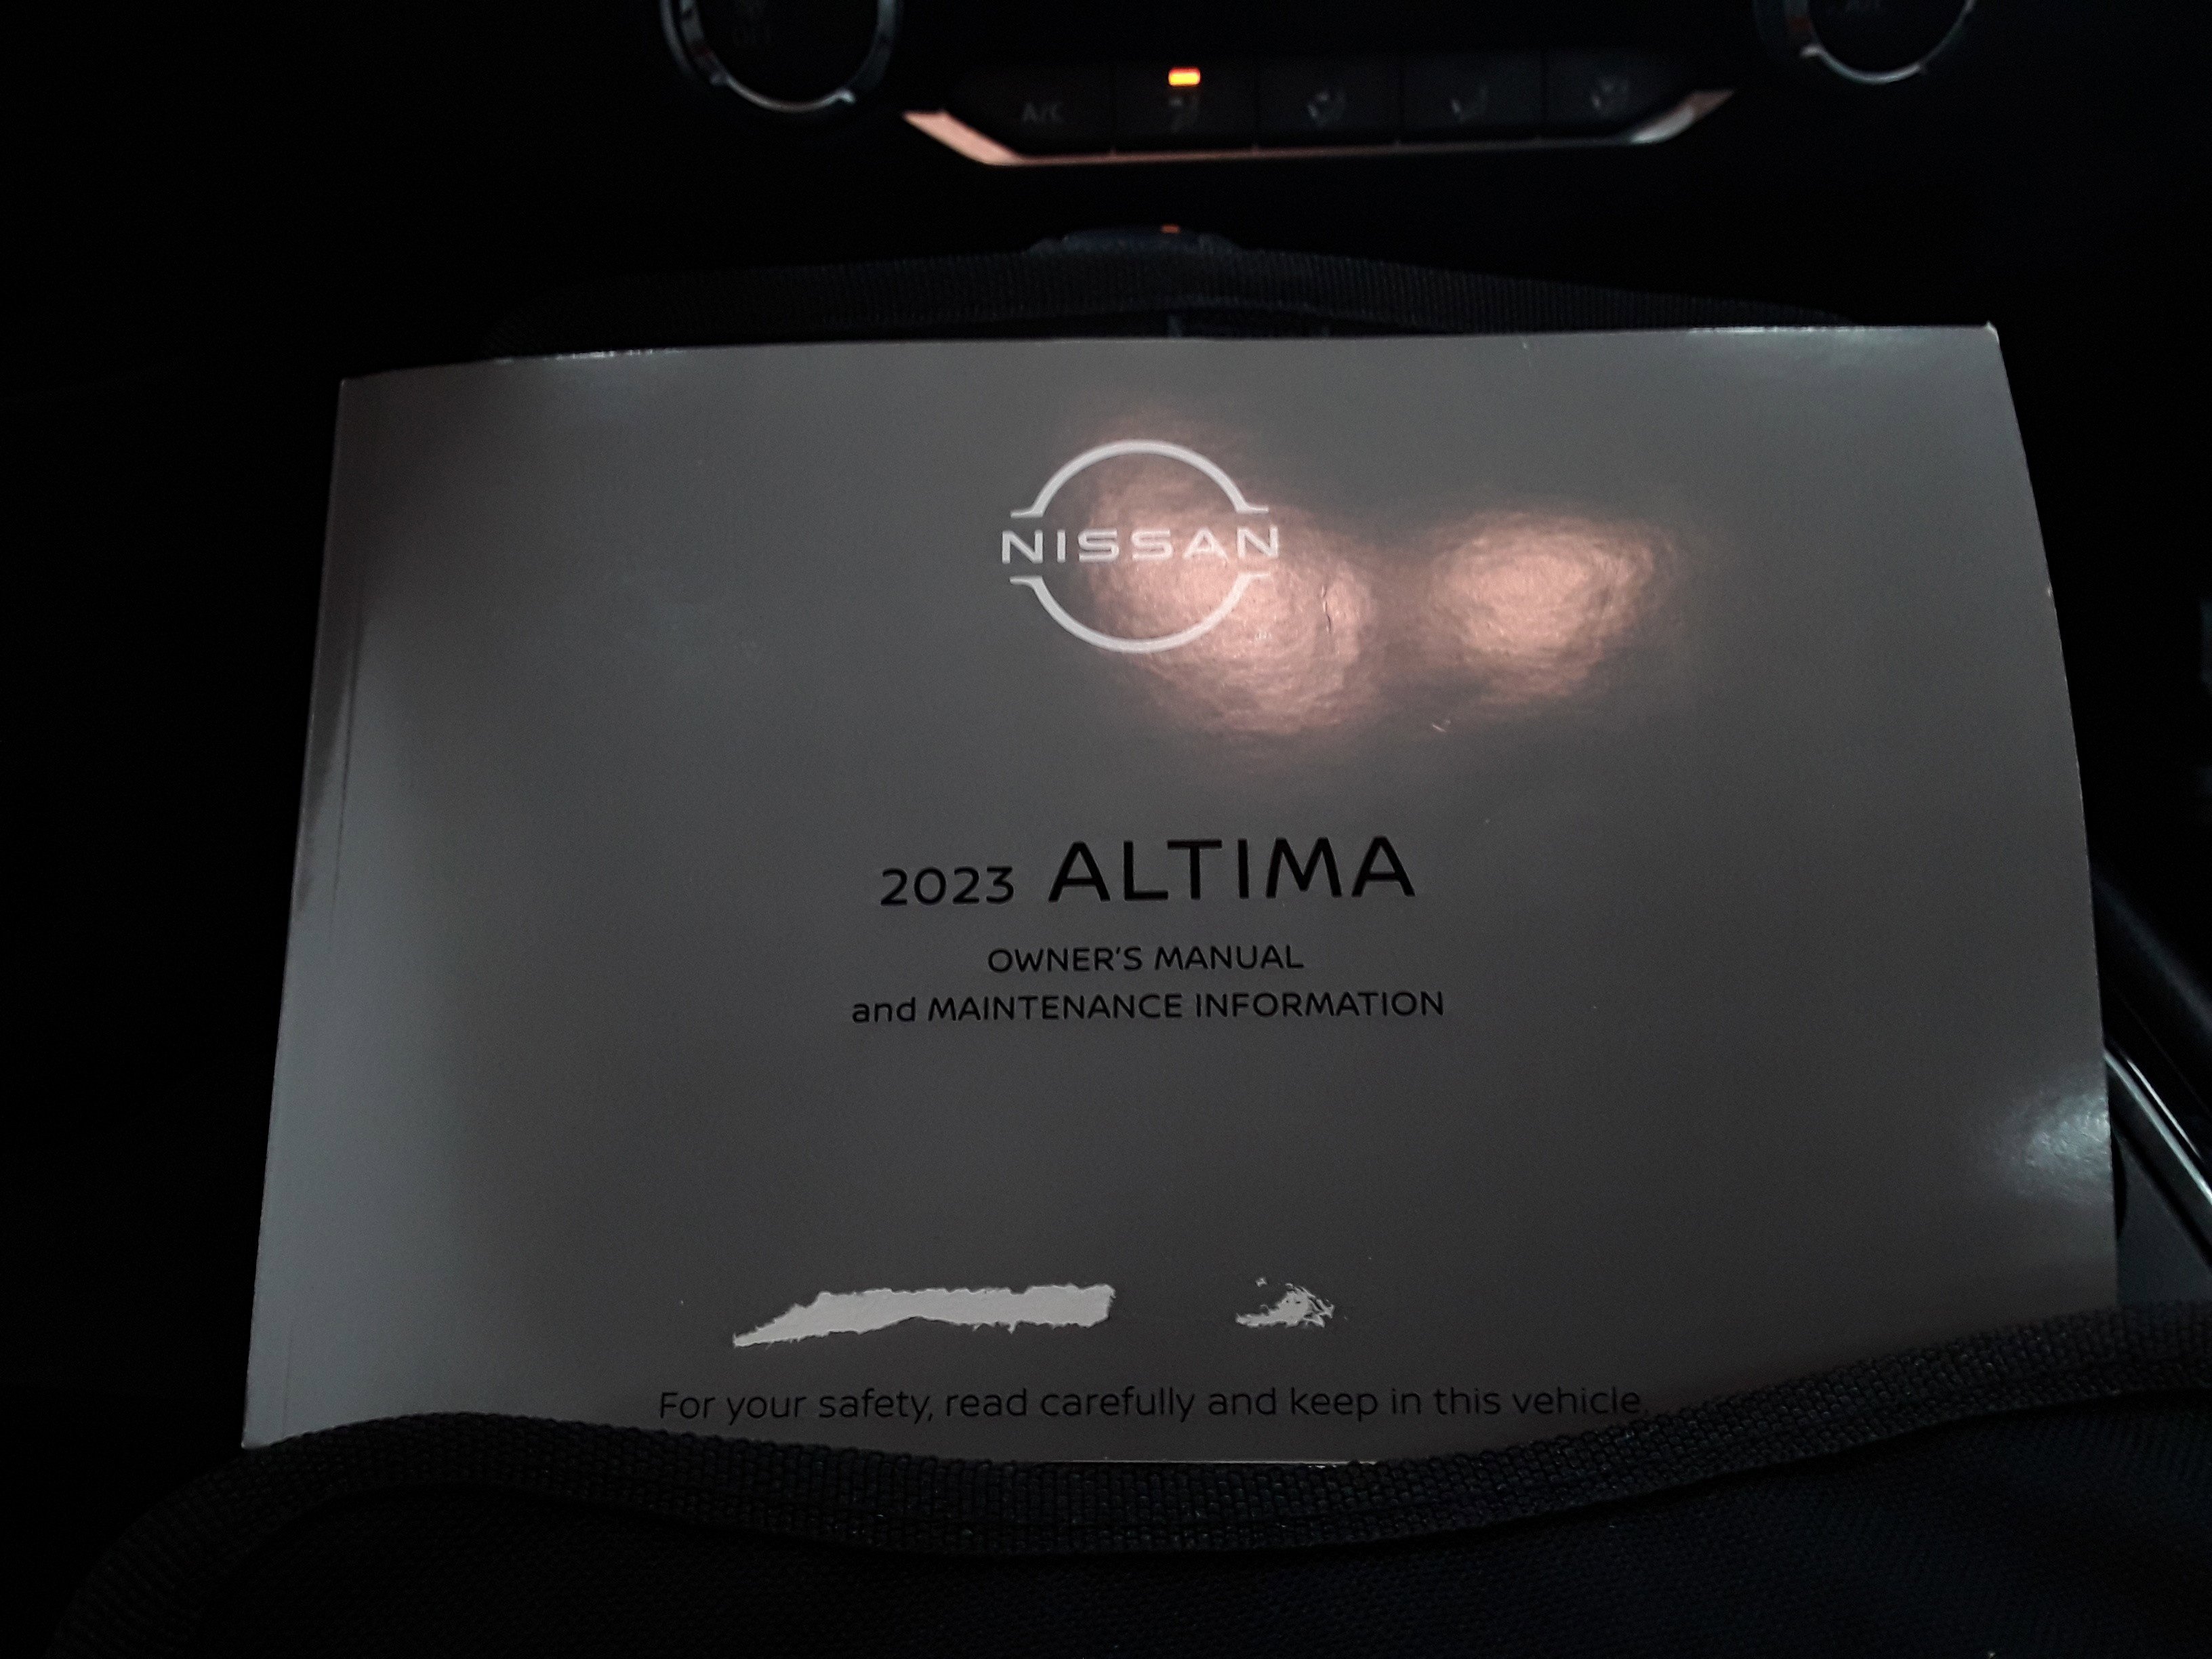 A/C
NISSAN
2023 ALTIMA
OWNER'S MANUAL
and MAINTENANCE INFORMATION
For your safety, read carefully and keep in this vehicle.